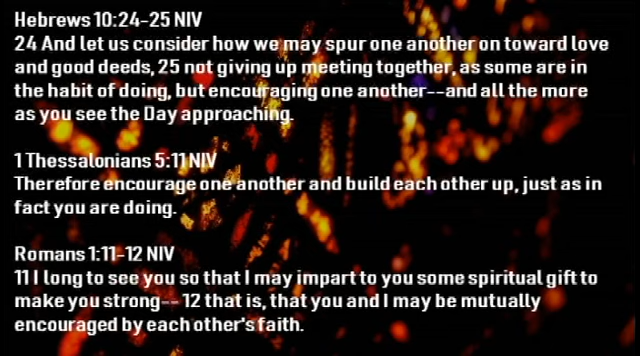 Hebrews 10:24-25 NIV
24 And let us consider how we may spur one another on toward love
and good deeds, 25 not giving up meeting together, as some are in
the habit of doing, but encouraging one another--and all the more
as you see the Day approaching.
1 Thessalonians 5:11 NIV
Therefore encourage one another and build each other up, just as in
fact you are doing.
Romans 1:11-12 NIV
11 I long to see you so that I may impart to you some spiritual gift to
make you strong-- 12 that is, that you and I may be mutually
encouraged by each other's faith.